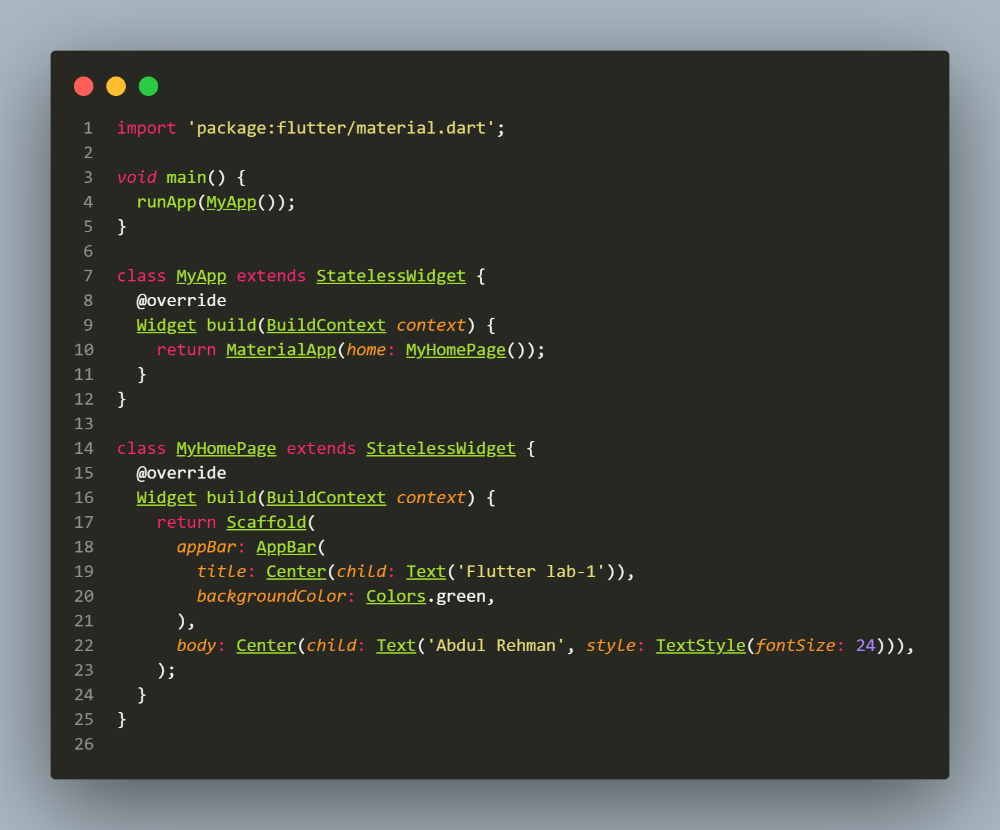 1 import 'package:flutter/material.dart';
2
3 void main() {
4   runApp(MyApp());
5 }
6
7 class MyApp extends StatelessWidget {
8   @override
9   Widget build(BuildContext context) {
10     return MaterialApp(home: MyHomePage());
11   }
12 }
13
14 class MyHomePage extends StatelessWidget {
15   @override
16   Widget build(BuildContext context) {
17     return Scaffold(
18       appBar: AppBar(
19         title: Center(child: Text('Flutter lab-1')),
20         backgroundColor: Colors.green,
21       ),
22       body: Center(child: Text('Abdul Rehman', style: TextStyle(fontSize: 24))),
23     );
24   }
25 }
26